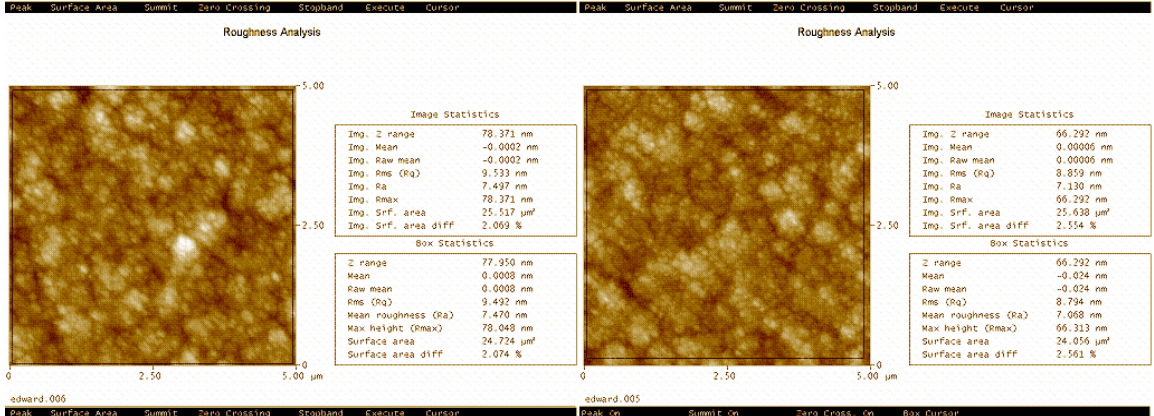 Peak Surface Area Summit Zero Crossing Stopband Execute Cursor
Roughness Analysis
5.00
2.50
0
0 2.50 5.00 µm
Image Statistics
Img. Z range 78.371 nm
Img. Mean -0.0002 nm
Img. Raw mean -0.0002 nm
Img. Rms (Rq) 9.533 nm
Img. Ra 7.497 nm
Img. Rmax 78.371 nm
Img. Srf. area 25.517 µm²
Img. Srf. area diff 2.069 %
Box Statistics
Z range 77.950 nm
Mean 0.0008 nm
Raw mean 0.0008 nm
Rms (Rq) 9.492 nm
Mean roughness (Ra) 7.470 nm
Max height (Rmax) 78.048 nm
Surface area 24.724 µm²
Surface area diff 2.074 %
edward.006
Peak Surface Area Summit Zero Crossing Stopband Execute Cursor
Peak Surface Area Summit Zero Crossing Stopband Execute Cursor
Roughness Analysis
5.00
2.50
0
0 2.50 5.00 µm
Image Statistics
Img. Z range 66.292 nm
Img. Mean 0.00006 nm
Img. Raw mean 0.00006 nm
Img. Rms (Rq) 8.859 nm
Img. Ra 7.130 nm
Img. Rmax 66.292 nm
Img. Srf. area 25.638 µm²
Img. Srf. area diff 2.554 %
Box Statistics
Z range 66.292 nm
Mean -0.024 nm
Raw mean -0.024 nm
Rms (Rq) 8.794 nm
Mean roughness (Ra) 7.068 nm
Max height (Rmax) 66.313 nm
Surface area 24.056 µm²
Surface area diff 2.561 %
edward.005
Peak On Summit On Zero Cross. On Box Cursor